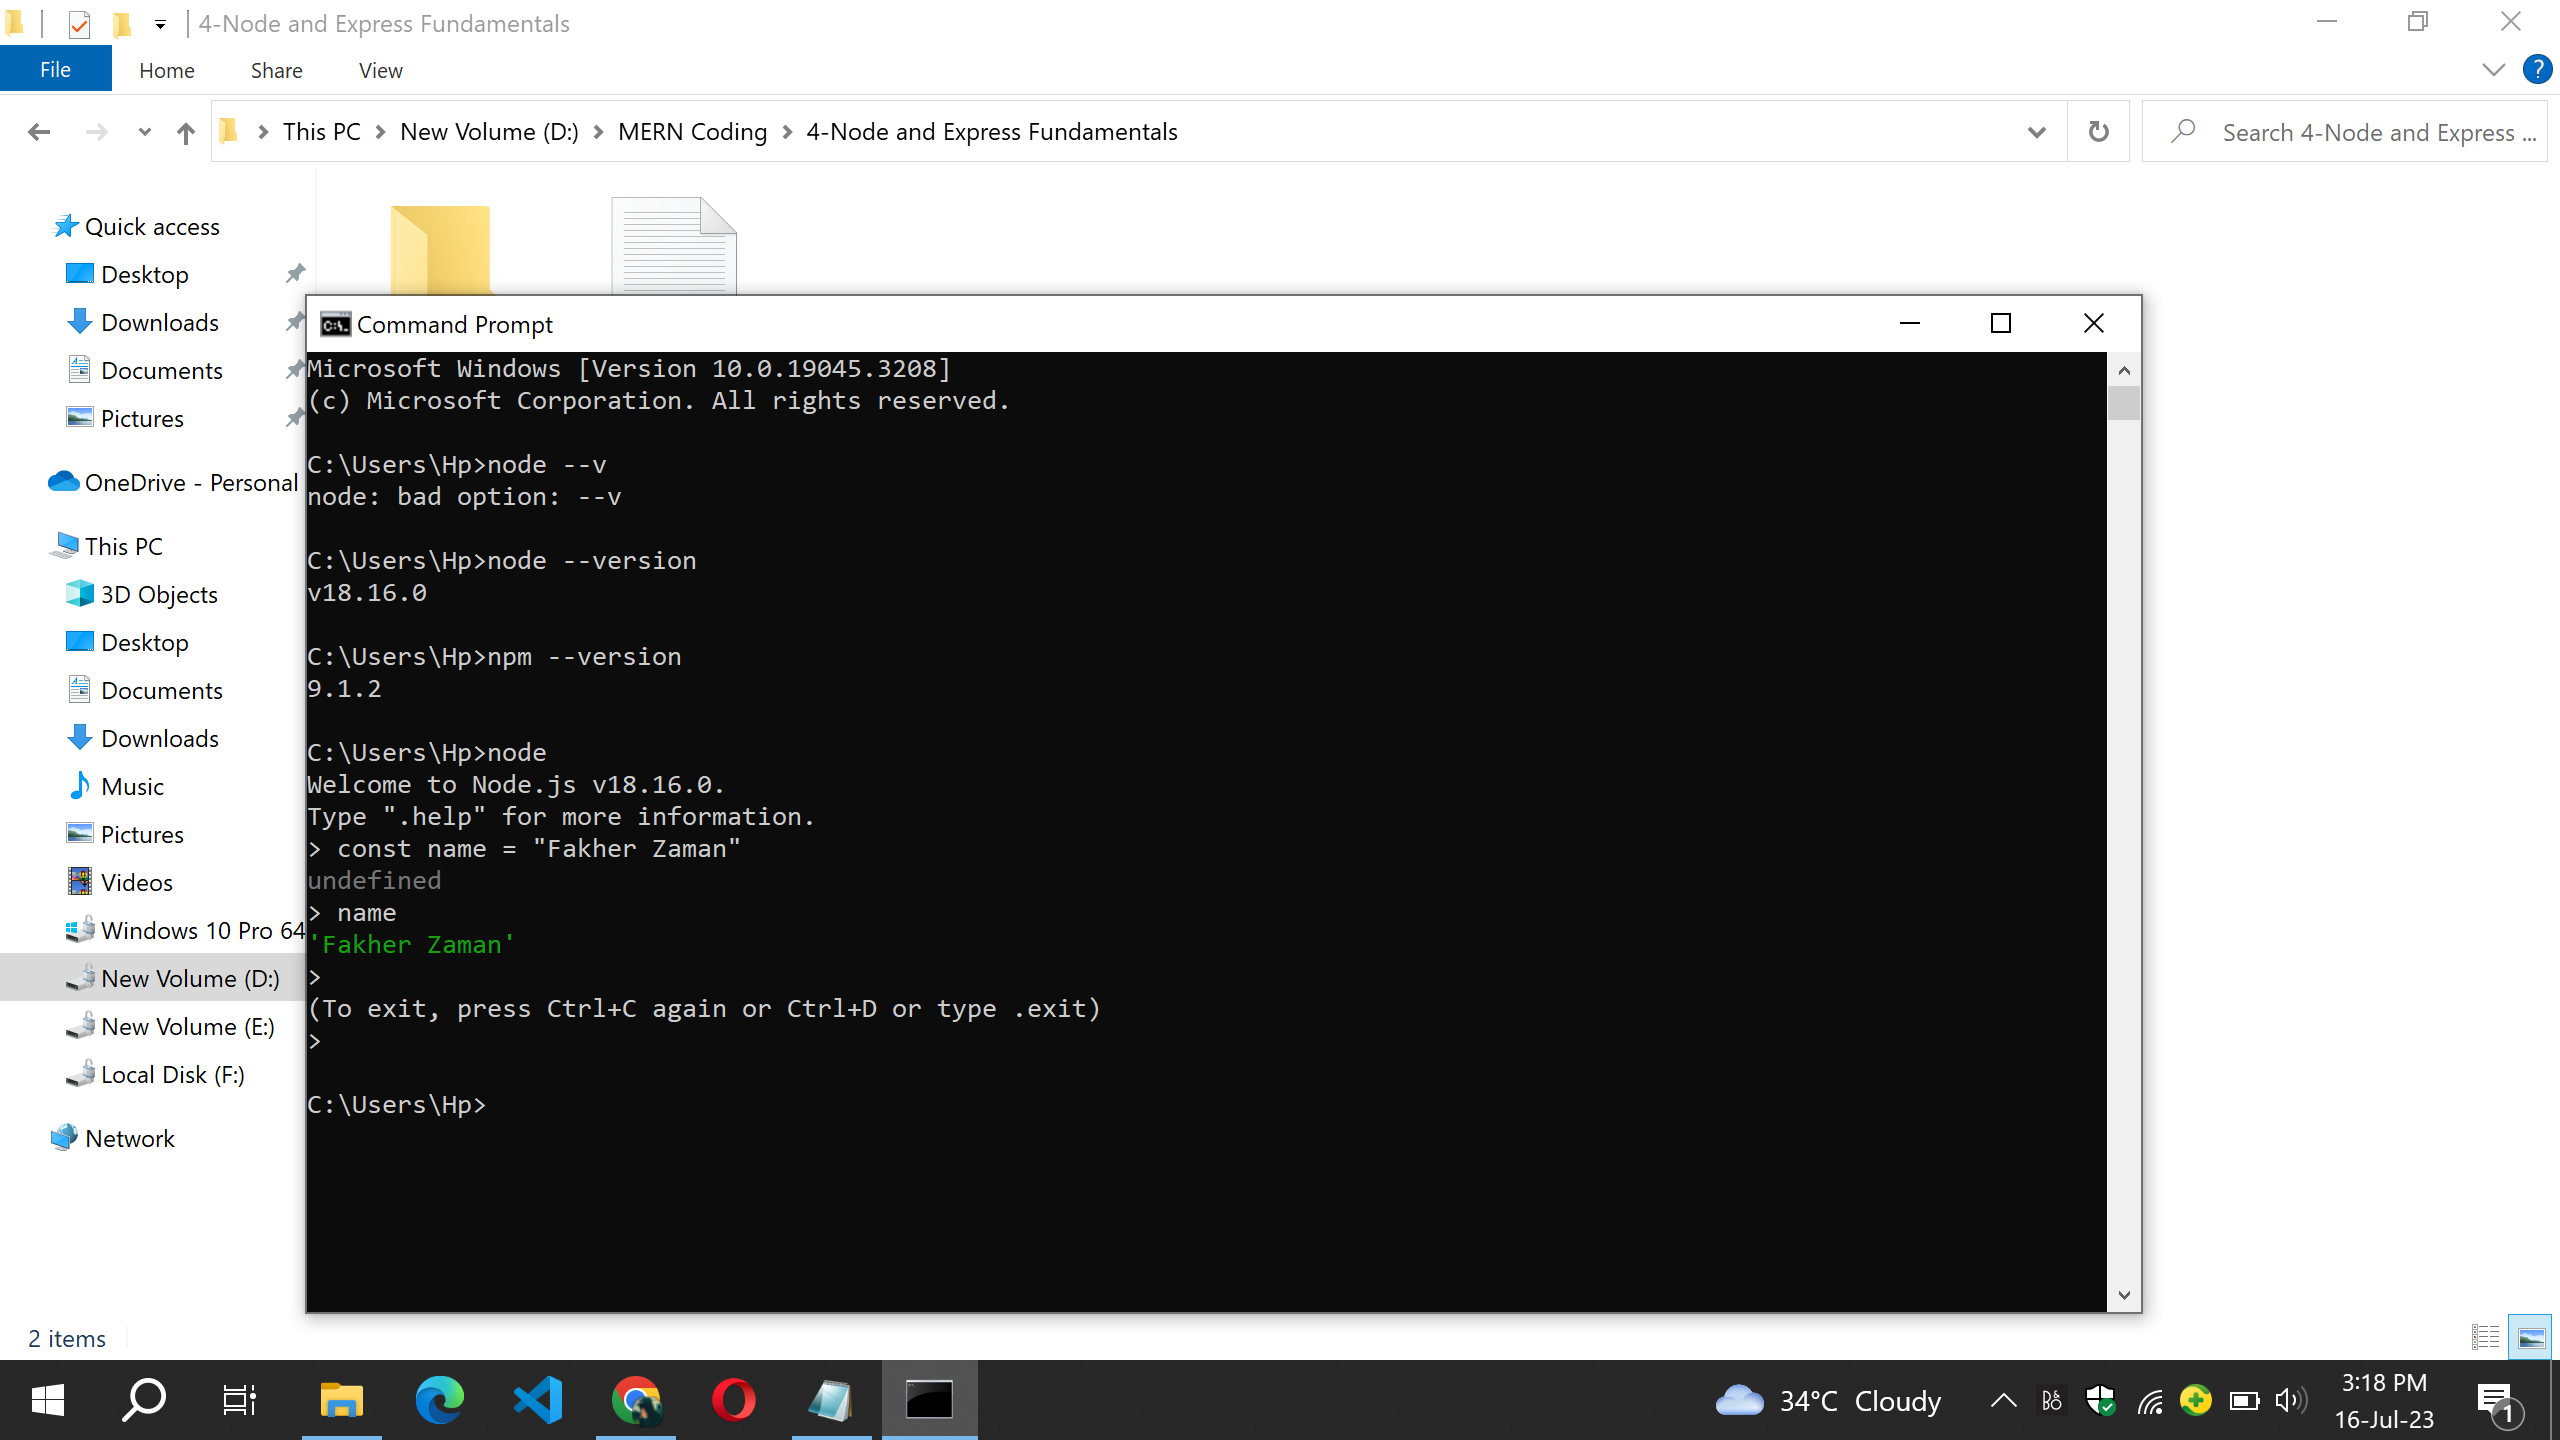 4-Node and Express Fundamentals
File Home Share View
This PC New Volume (D:) MERN Coding 4-Node and Express Fundamentals
Search 4-Node and Express ...
Quick access
Desktop
Downloads
Documents
Pictures
OneDrive - Personal
This PC
3D Objects
Desktop
Documents
Downloads
Music
Pictures
Videos
Windows 10 Pro 64
New Volume (D:)
New Volume (E:)
Local Disk (F:)
Network
2 items
Command Prompt
Microsoft Windows [Version 10.0.19045.3208]
(c) Microsoft Corporation. All rights reserved.
C:\Users\Hp>node --v
node: bad option: --v
C:\Users\Hp>node --version
v18.16.0
C:\Users\Hp>npm --version
9.1.2
C:\Users\Hp>node
Welcome to Node.js v18.16.0.
Type ".help" for more information.
> const name = "Fakher Zaman"
undefined
> name
'Fakher Zaman'
>
(To exit, press Ctrl+C again or Ctrl+D or type .exit)
>
C:\Users\Hp>
34°C Cloudy
3:18 PM
16-Jul-23
1